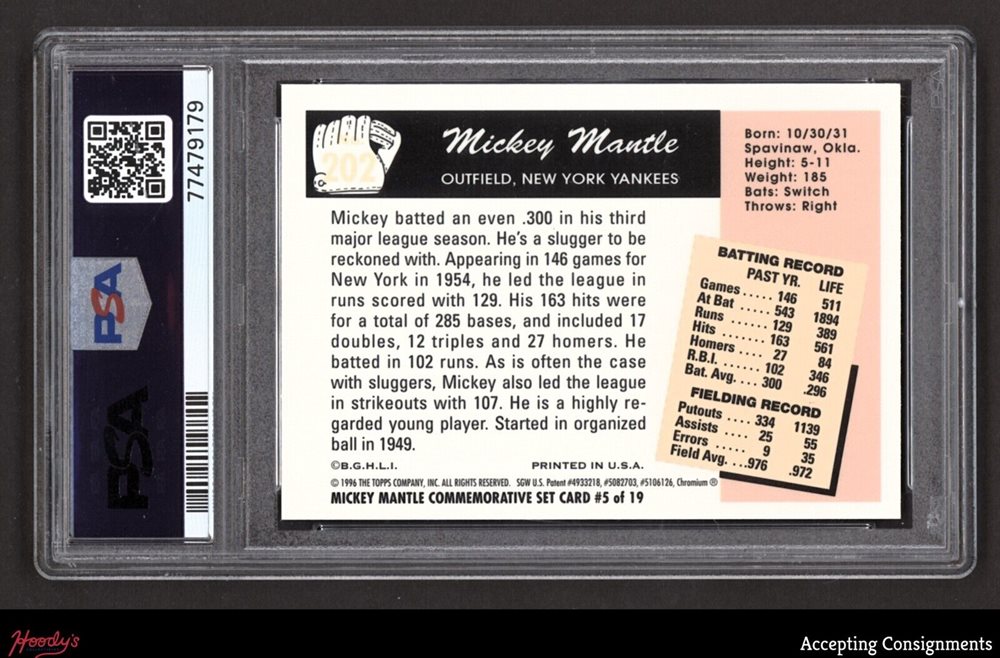 77479179
PSA
PSA
202
Mickey Mantle
OUTFIELD, NEW YORK YANKEES
Mickey batted an even .300 in his third
major league season. He's a slugger to be
reckoned with. Appearing in 146 games for
New York in 1954, he led the league in
runs scored with 129. His 163 hits were
for a total of 285 bases, and included 17
doubles, 12 triples and 27 homers. He
batted in 102 runs. As is often the case
with sluggers, Mickey also led the league
in strikeouts with 107. He is a highly re-
garded young player. Started in organized
ball in 1949.
©B.G.H.L.I. PRINTED IN U.S.A.
© 1996 THE TOPPS COMPANY, INC. ALL RIGHTS RESERVED. SGW U.S. Patent #4933218, #5082703, #5106126, Chromium ®
MICKEY MANTLE COMMEMORATIVE SET CARD #5 of 19
Born: 10/30/31
Spavinaw, Okla.
Height: 5-11
Weight: 185
Bats: Switch
Throws: Right
BATTING RECORD
PAST YR. LIFE
Games ..... 146 511
At Bat ..... 543 1894
Runs ....... 129 389
Hits ........ 163 561
Homers .... 27 84
R.B.I. ....... 102 346
Bat. Avg. ... .300 .296
FIELDING RECORD
Putouts .... 334 1139
Assists .... 25 55
Errors ..... 9 35
Field Avg. ...976 .972
Hoody's
Accepting Consignments